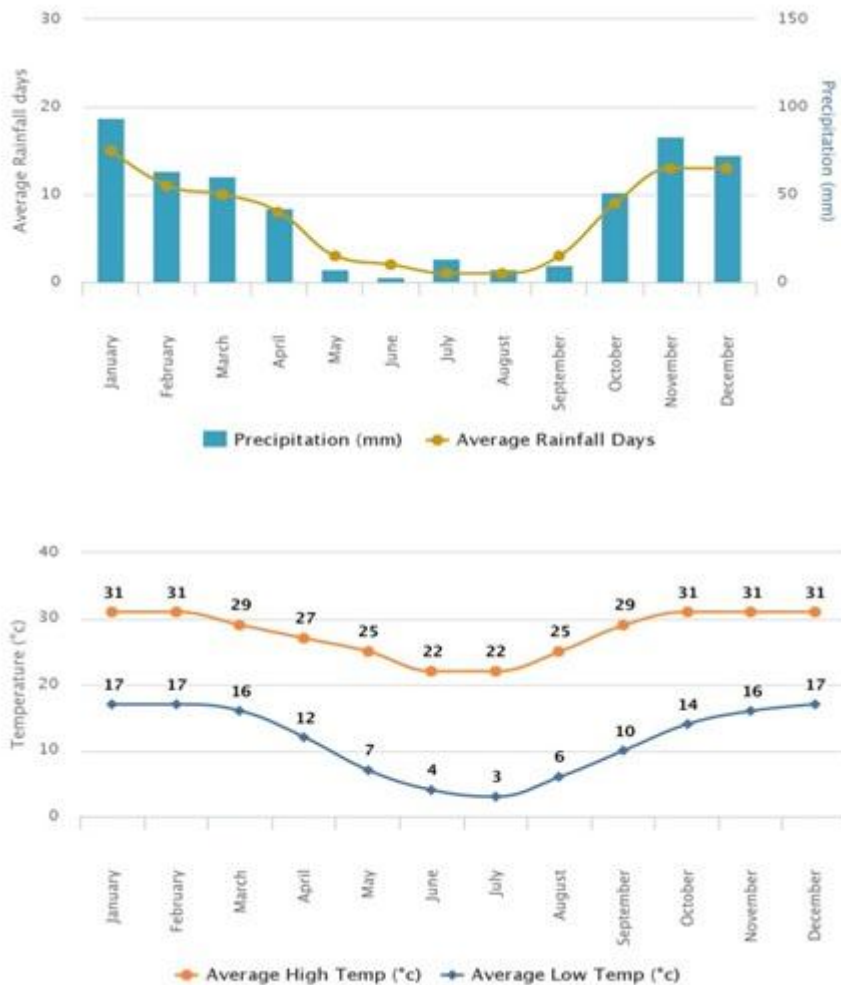 30
150
20
100
10
50
0
0
Average Rainfall days
Precipitation (mm)
January
February
March
April
May
June
July
August
September
October
November
December
Precipitation (mm)
Average Rainfall Days
40
30
20
10
0
Temperature (°c)
31
31
29
27
25
22
22
25
29
31
31
31
17
17
16
12
7
4
3
6
10
14
16
17
January
February
March
April
May
June
July
August
September
October
November
December
Average High Temp (°c)
Average Low Temp (°c)